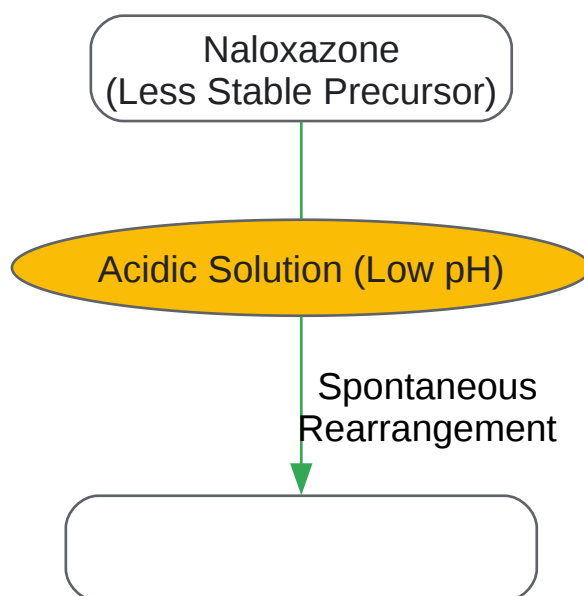 Naloxazone
(Less Stable Precursor)
Acidic Solution (Low pH)
Spontaneous
Rearrangement